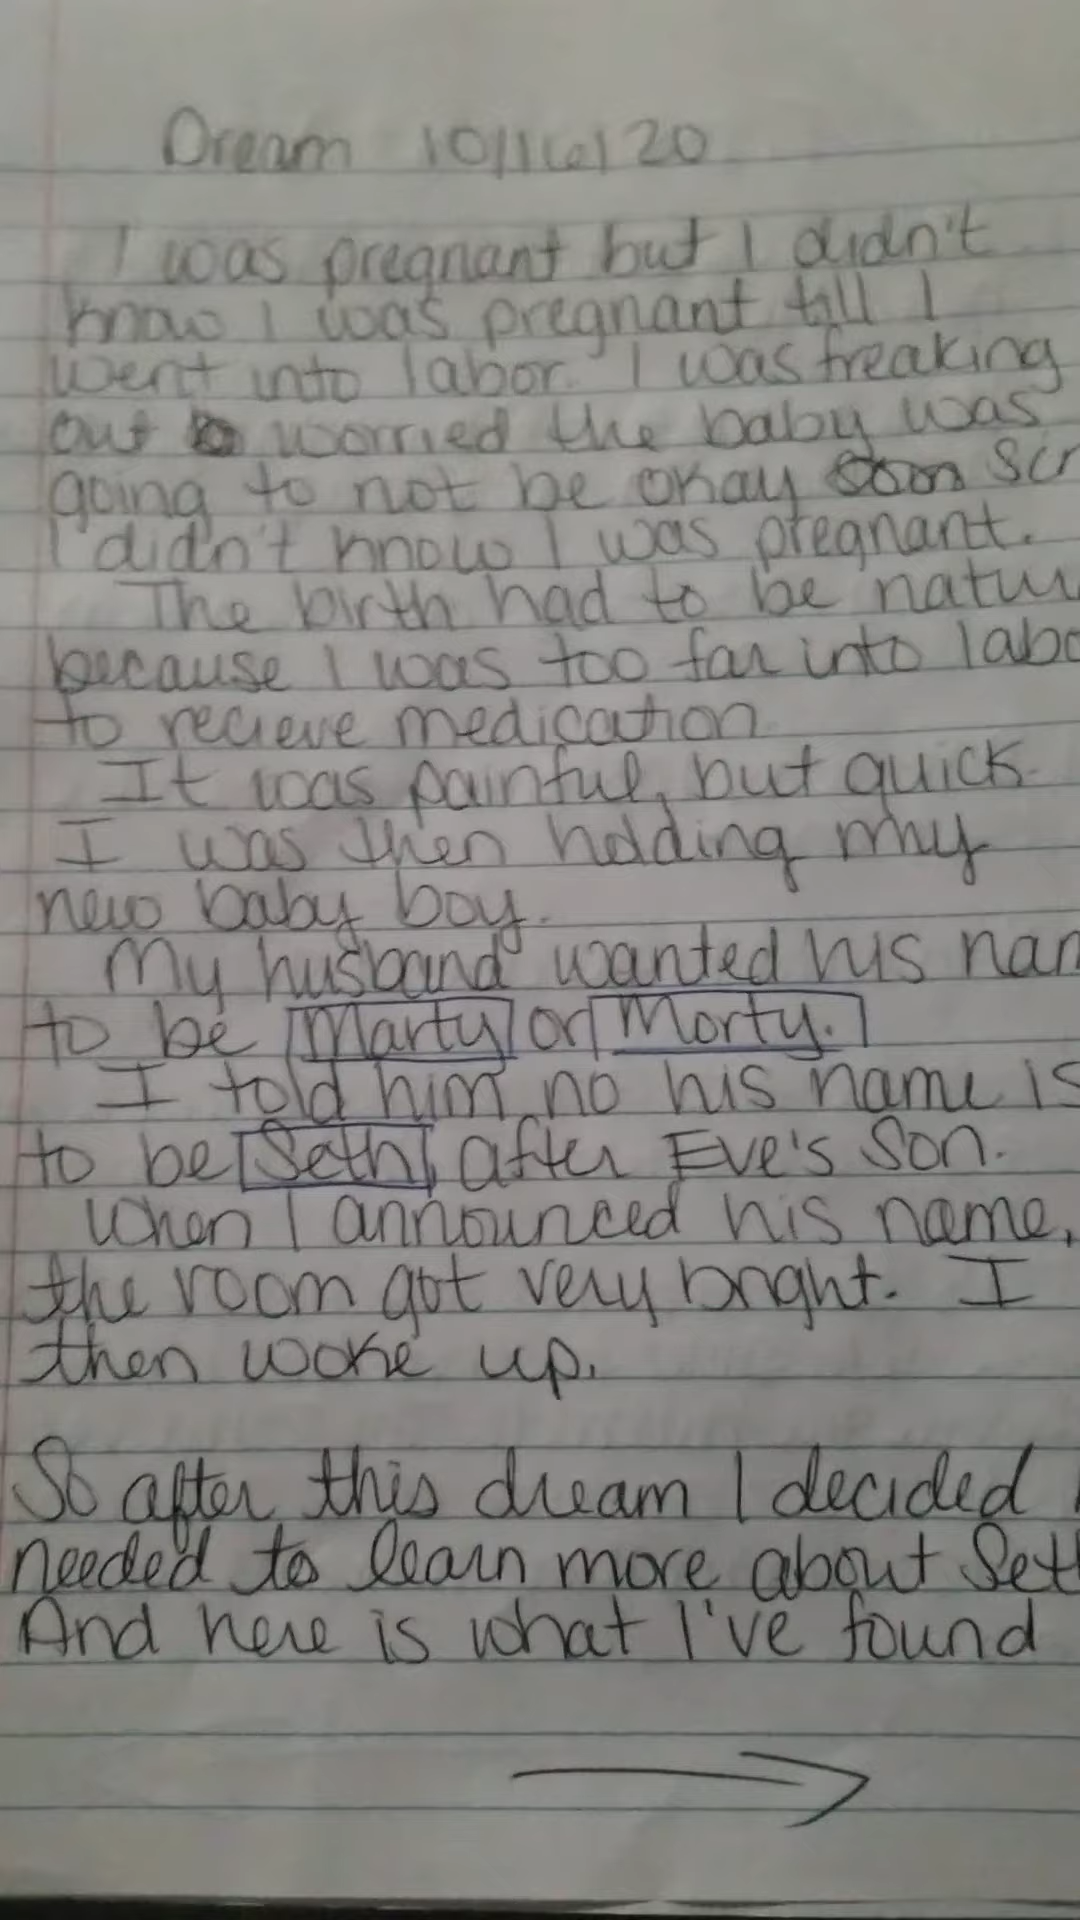 Dream 10/16/20
I was pregnant but I didn't
know I was pregnant till I
went into labor. I was freaking
out worried the baby was
going to not be okay
I didn't know I was pregnant.
The birth had to be natur
because I was too far into labo
to recieve medication.
It was painful, but quick.
I was then holding my
new baby boy.
My husband wanted his nam
to be Marty or Morty.
I told him no his name is
to be Seth, after Eve's son.
When I announced his name,
the room got very bright. I
then woke up.
So after this dream I decided
needed to learn more about Seth
And here is what I've found